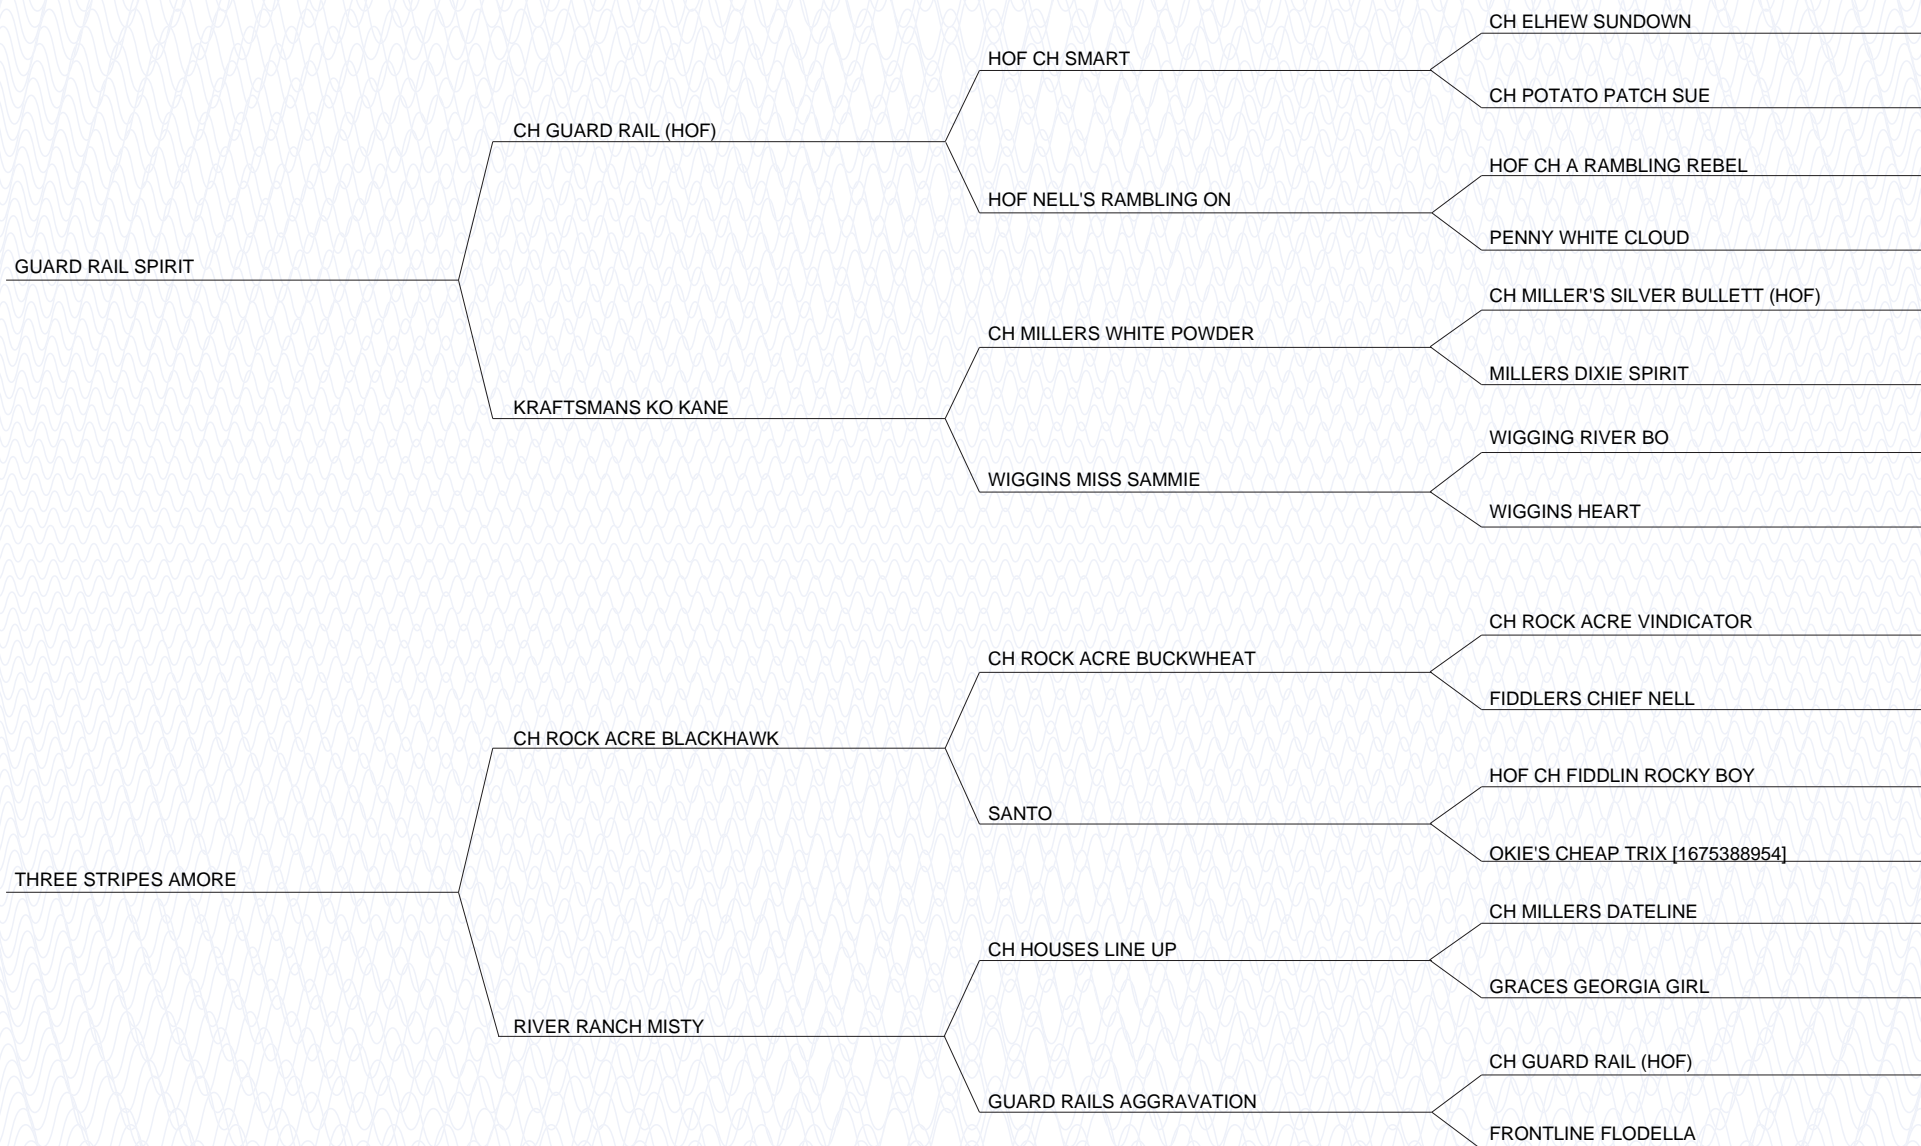 CH ELHEW SUNDOWN
HOF CH SMART
CH POTATO PATCH SUE
CH GUARD RAIL (HOF)
HOF CH A RAMBLING REBEL
HOF NELL'S RAMBLING ON
PENNY WHITE CLOUD
GUARD RAIL SPIRIT
CH MILLER'S SILVER BULLETT (HOF)
CH MILLERS WHITE POWDER
MILLERS DIXIE SPIRIT
KRAFTSMANS KO KANE
WIGGING RIVER BO
WIGGINS MISS SAMMIE
WIGGINS HEART
CH ROCK ACRE VINDICATOR
CH ROCK ACRE BUCKWHEAT
FIDDLERS CHIEF NELL
CH ROCK ACRE BLACKHAWK
HOF CH FIDDLIN ROCKY BOY
SANTO
OKIE'S CHEAP TRIX [1675388954]
THREE STRIPES AMORE
CH MILLERS DATELINE
CH HOUSES LINE UP
GRACES GEORGIA GIRL
RIVER RANCH MISTY
CH GUARD RAIL (HOF)
GUARD RAILS AGGRAVATION
FRONTLINE FLODELLA